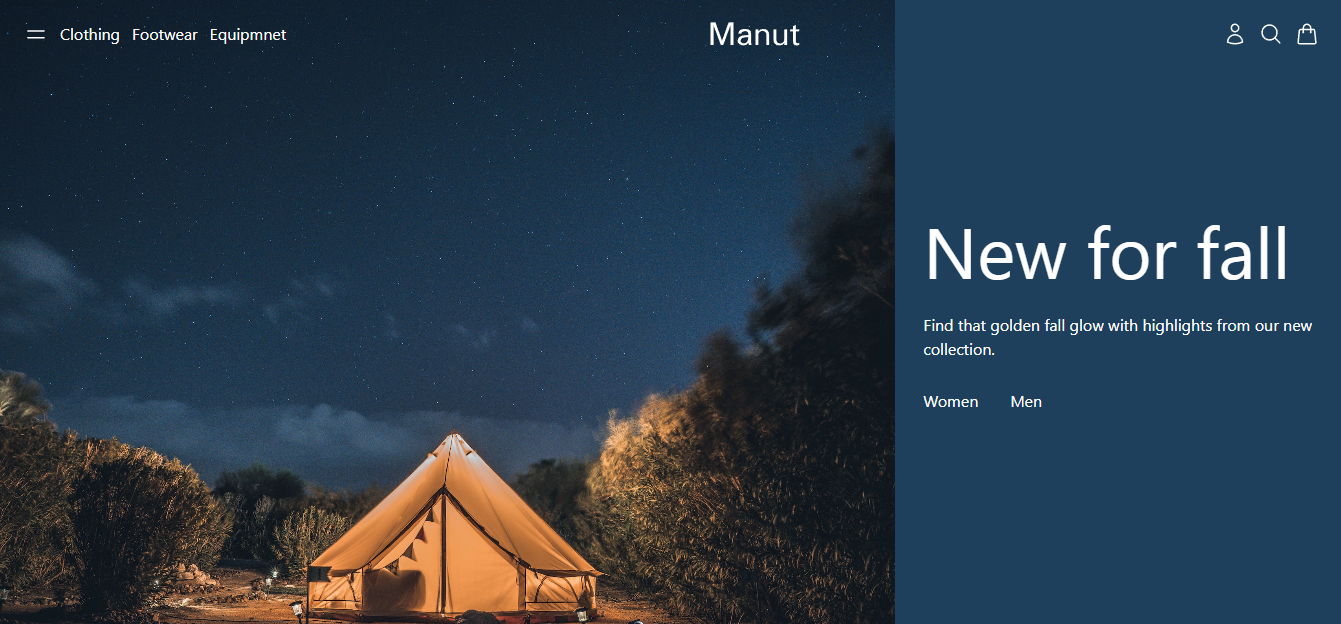 Clothing Footwear Equipmnet
Manut
New for fall
Find that golden fall glow with highlights from our new
collection.
Women Men